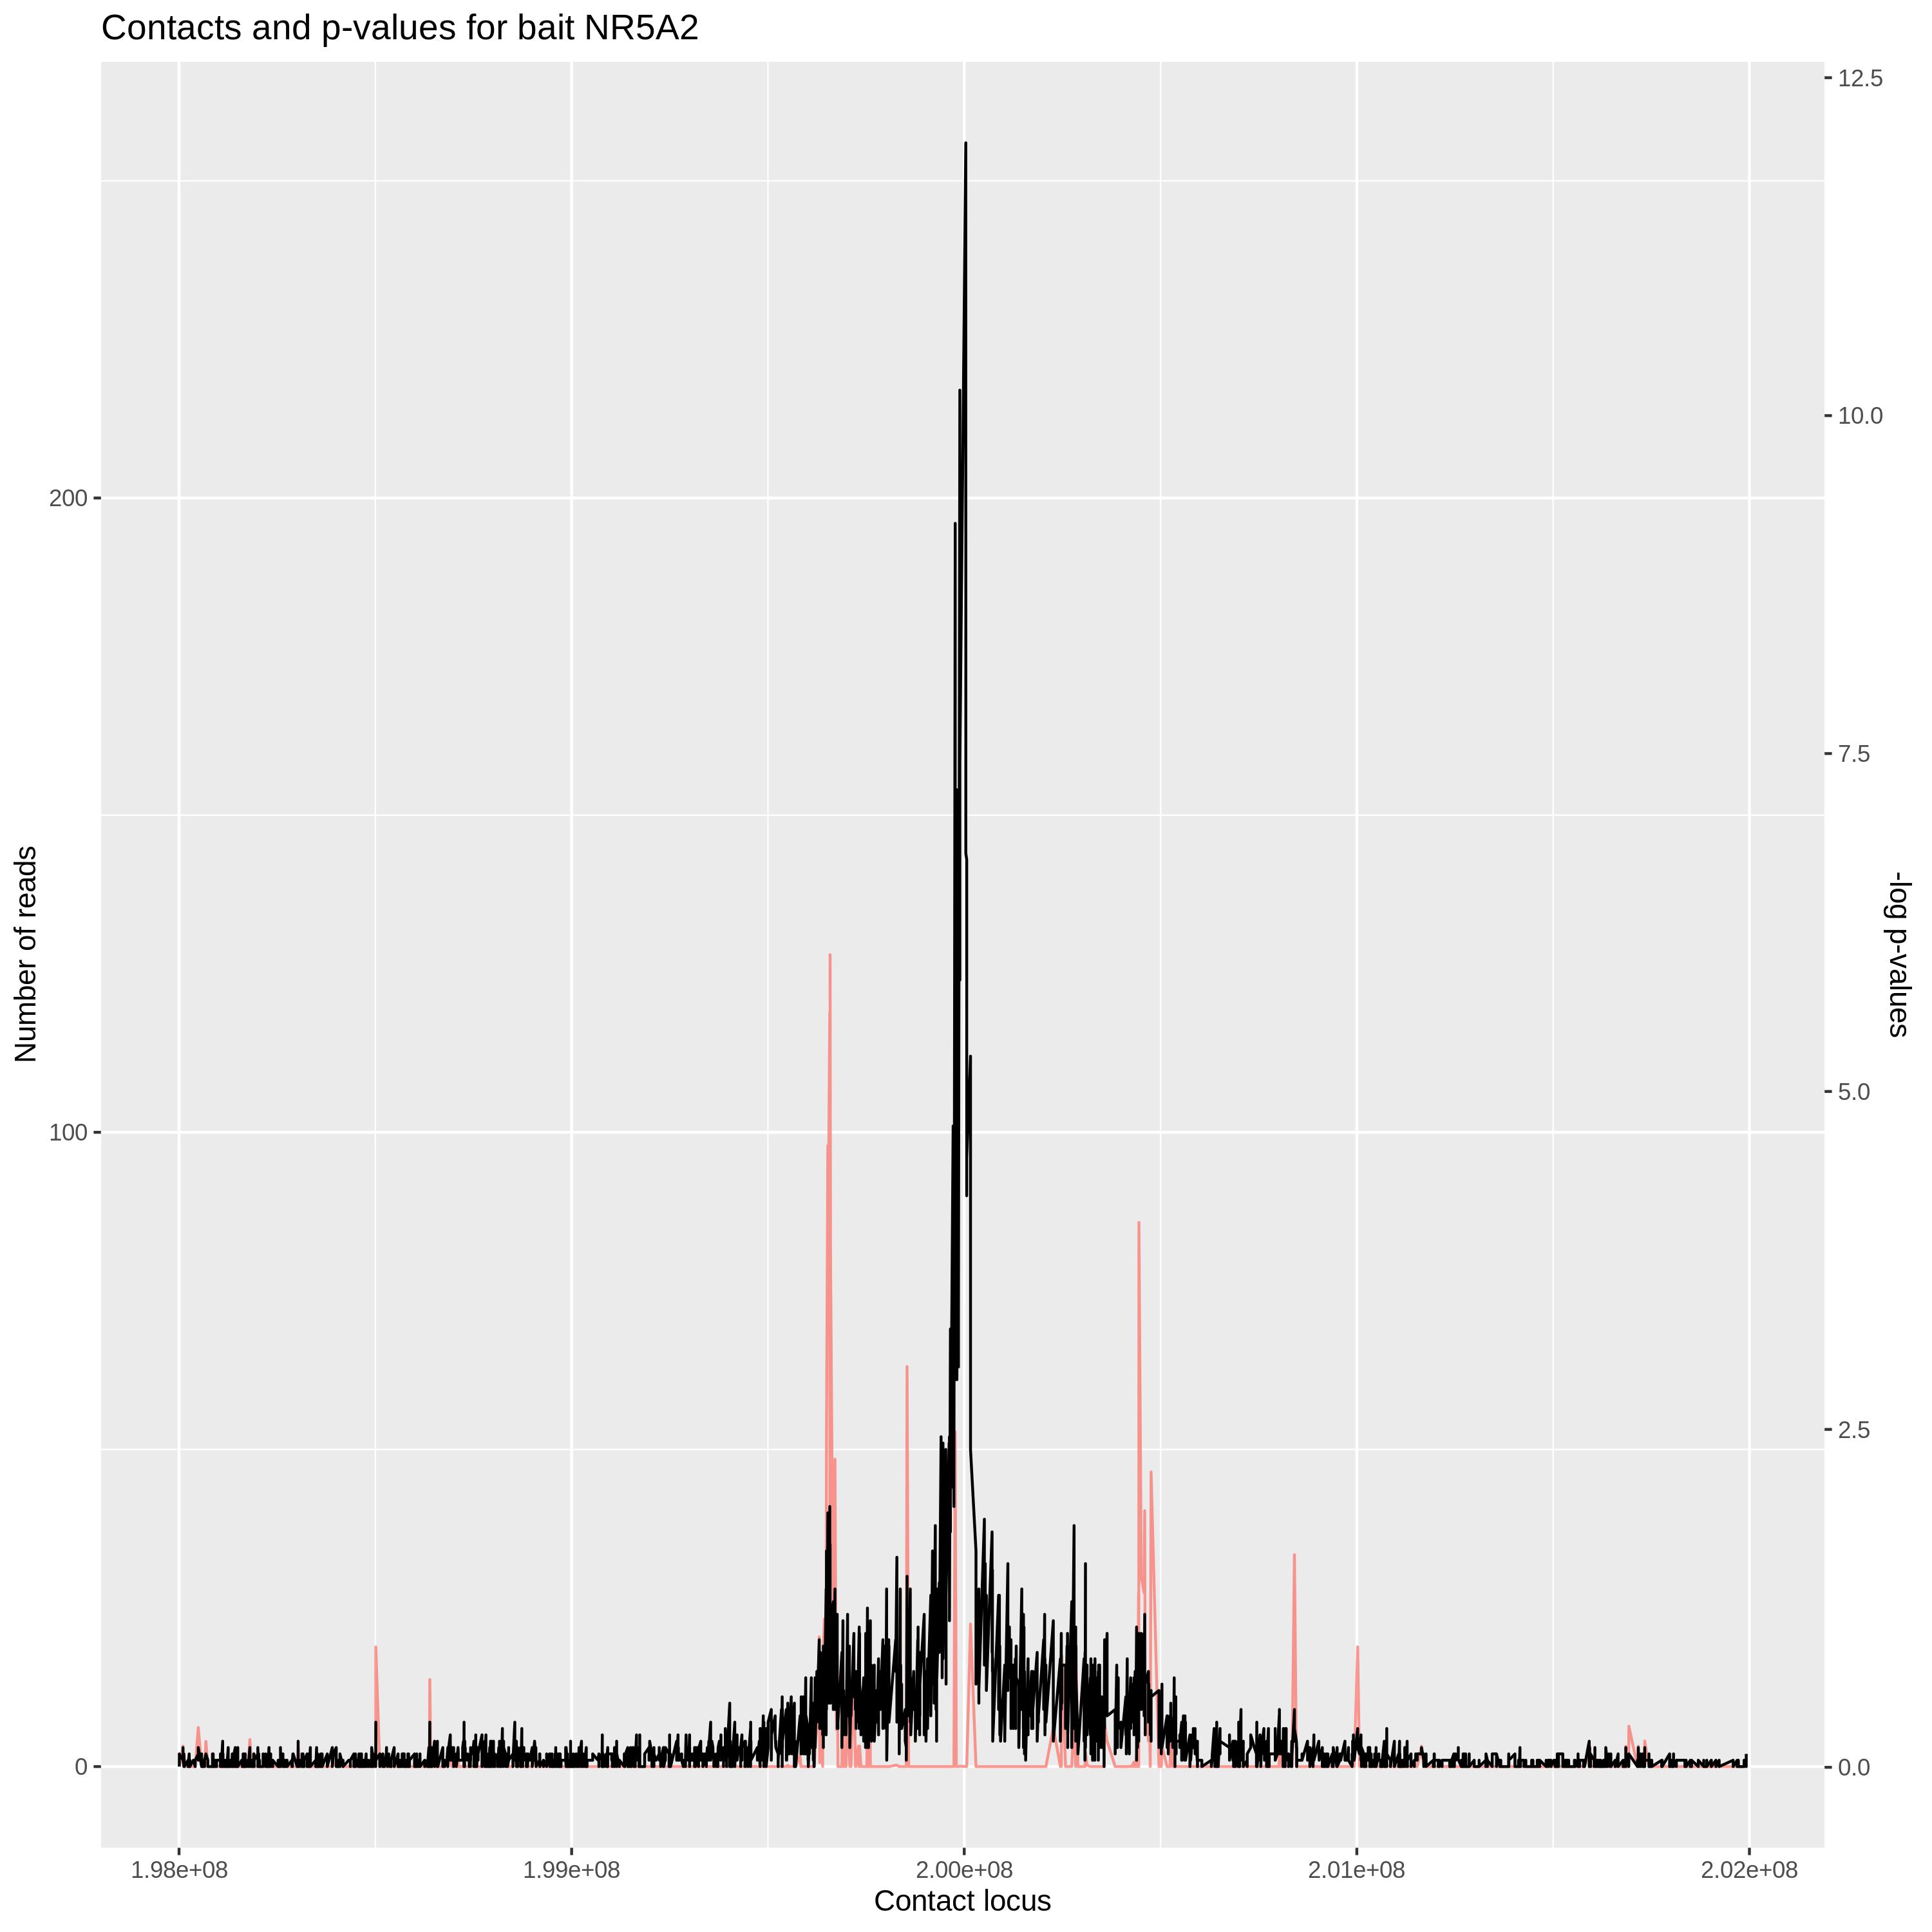 Contacts and p-values for bait NR5A2
Number of reads
200
100
0
12.5
10.0
7.5
5.0
2.5
0.0
-log p-values
1.98e+08
1.99e+08
2.00e+08
2.01e+08
2.02e+08
Contact locus